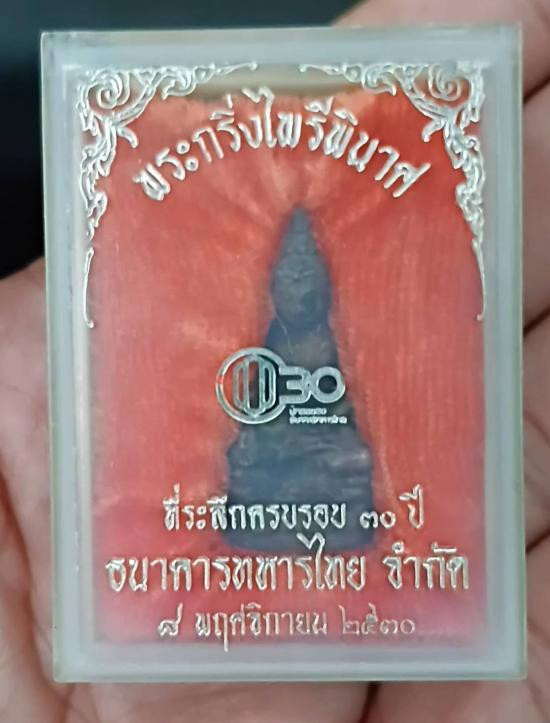 พระกริ่งไพรีพินาศ
30
ที่ระลึกครบรอบ ๓๐ ปี
ธนาคารทหารไทย จำกัด
๘ พฤศจิกายน ๒๕๓๐